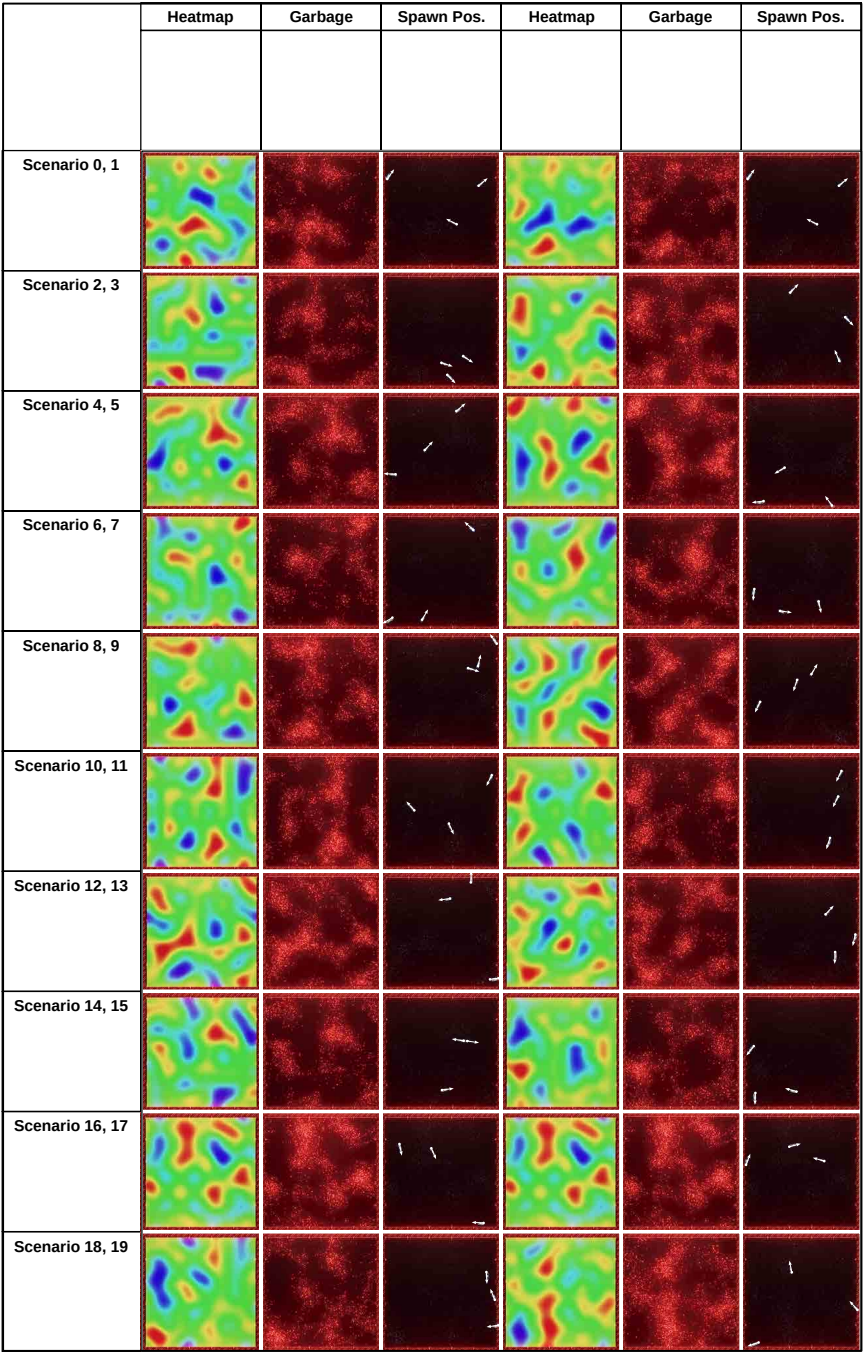 Heatmap Garbage Spawn Pos. Heatmap Garbage Spawn Pos.
Scenario 0, 1
Scenario 2, 3
Scenario 4, 5
Scenario 6, 7
Scenario 8, 9
Scenario 10, 11
Scenario 12, 13
Scenario 14, 15
Scenario 16, 17
Scenario 18, 19